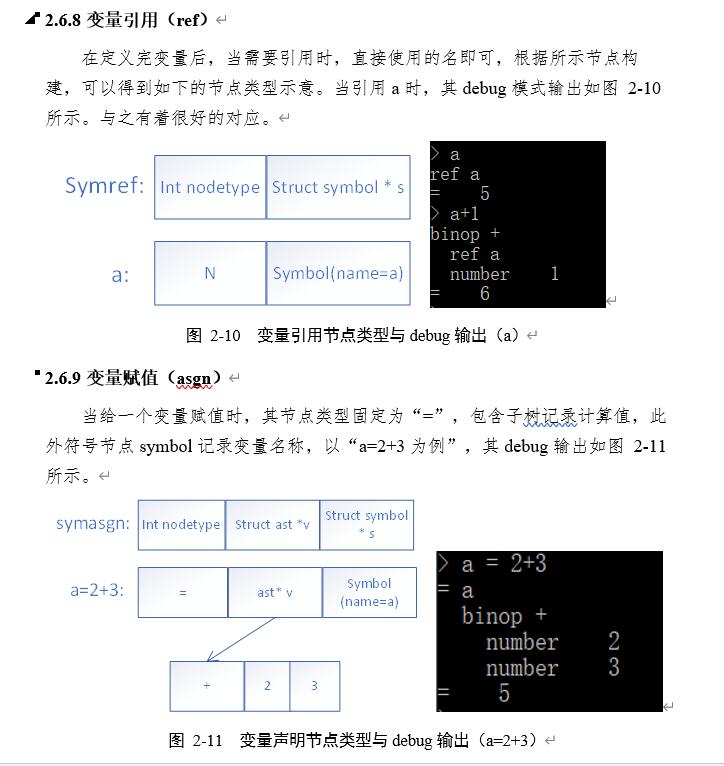 2.6.8 变量引用（ref）
在定义完变量后，当需要引用时，直接使用的名即可，根据所示节点构
建，可以得到如下的节点类型示意。当引用 a 时，其 debug 模式输出如图 2-10
所示。与之有着很好的对应。
Symref: Int nodetype Struct symbol * s
a: N Symbol(name=a)
> a
ref a
= 5
> a+1
binop +
ref a
number 1
= 6
图 2-10 变量引用节点类型与 debug 输出（a）
2.6.9 变量赋值（asgn）
当给一个变量赋值时，其节点类型固定为“=”，包含子树记录计算值，此
外符号节点 symbol 记录变量名称，以“a=2+3 为例”，其 debug 输出如图 2-11
所示。
symasgn: Int nodetype Struct ast *v Struct symbol
* s
a=2+3: = ast* v Symbol
(name=a)
+ 2 3
> a = 2+3
= a
binop +
number 2
number 3
= 5
图 2-11 变量声明节点类型与 debug 输出（a=2+3）